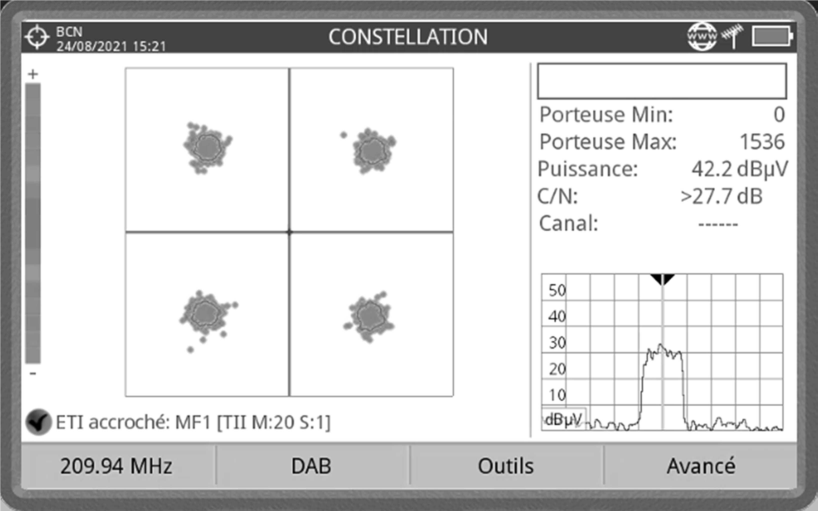 BCN
24/08/2021 15:21
CONSTELLATION
www
+
-
Porteuse Min: 0
Porteuse Max: 1536
Puissance: 42.2 dBµV
C/N: >27.7 dB
Canal: ------
50
40
30
20
10
dBµV
ETI accroché: MF1 [TII M:20 S:1]
209.94 MHz DAB Outils Avancé